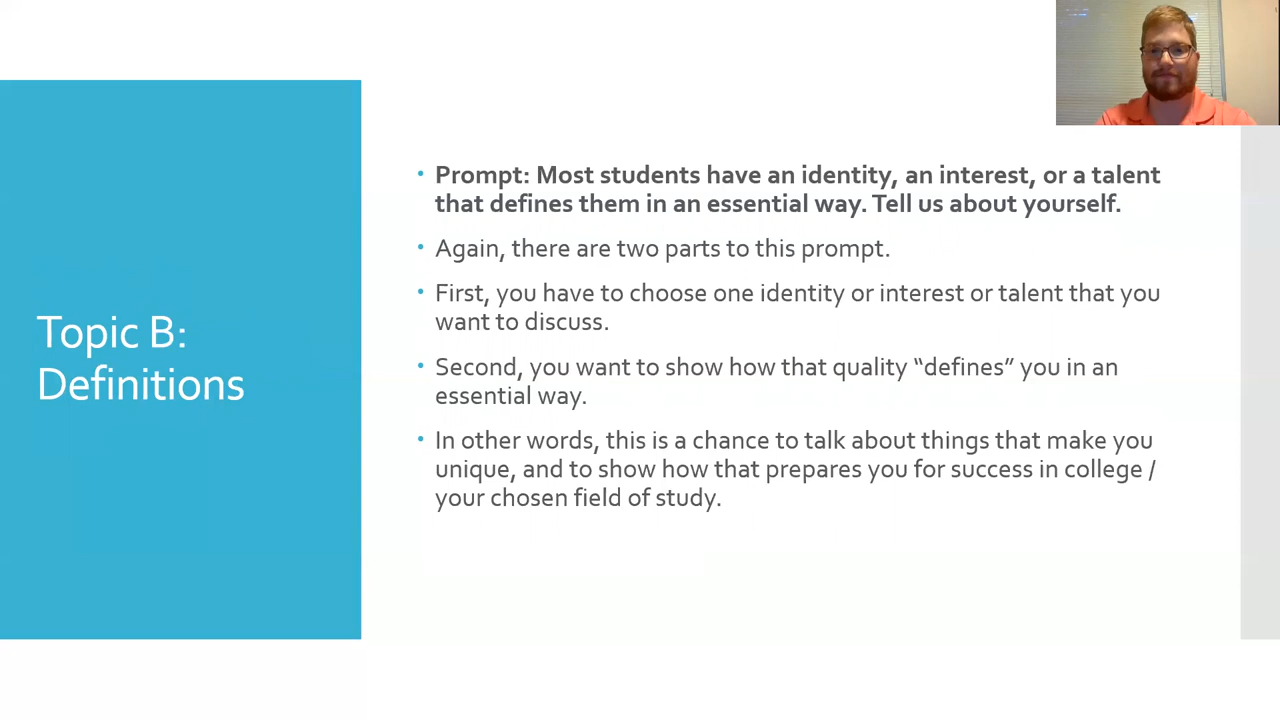 Topic B:
Definitions
• Prompt: Most students have an identity, an interest, or a talent
that defines them in an essential way. Tell us about yourself.
• Again, there are two parts to this prompt.
• First, you have to choose one identity or interest or talent that you
want to discuss.
• Second, you want to show how that quality “defines” you in an
essential way.
• In other words, this is a chance to talk about things that make you
unique, and to show how that prepares you for success in college /
your chosen field of study.